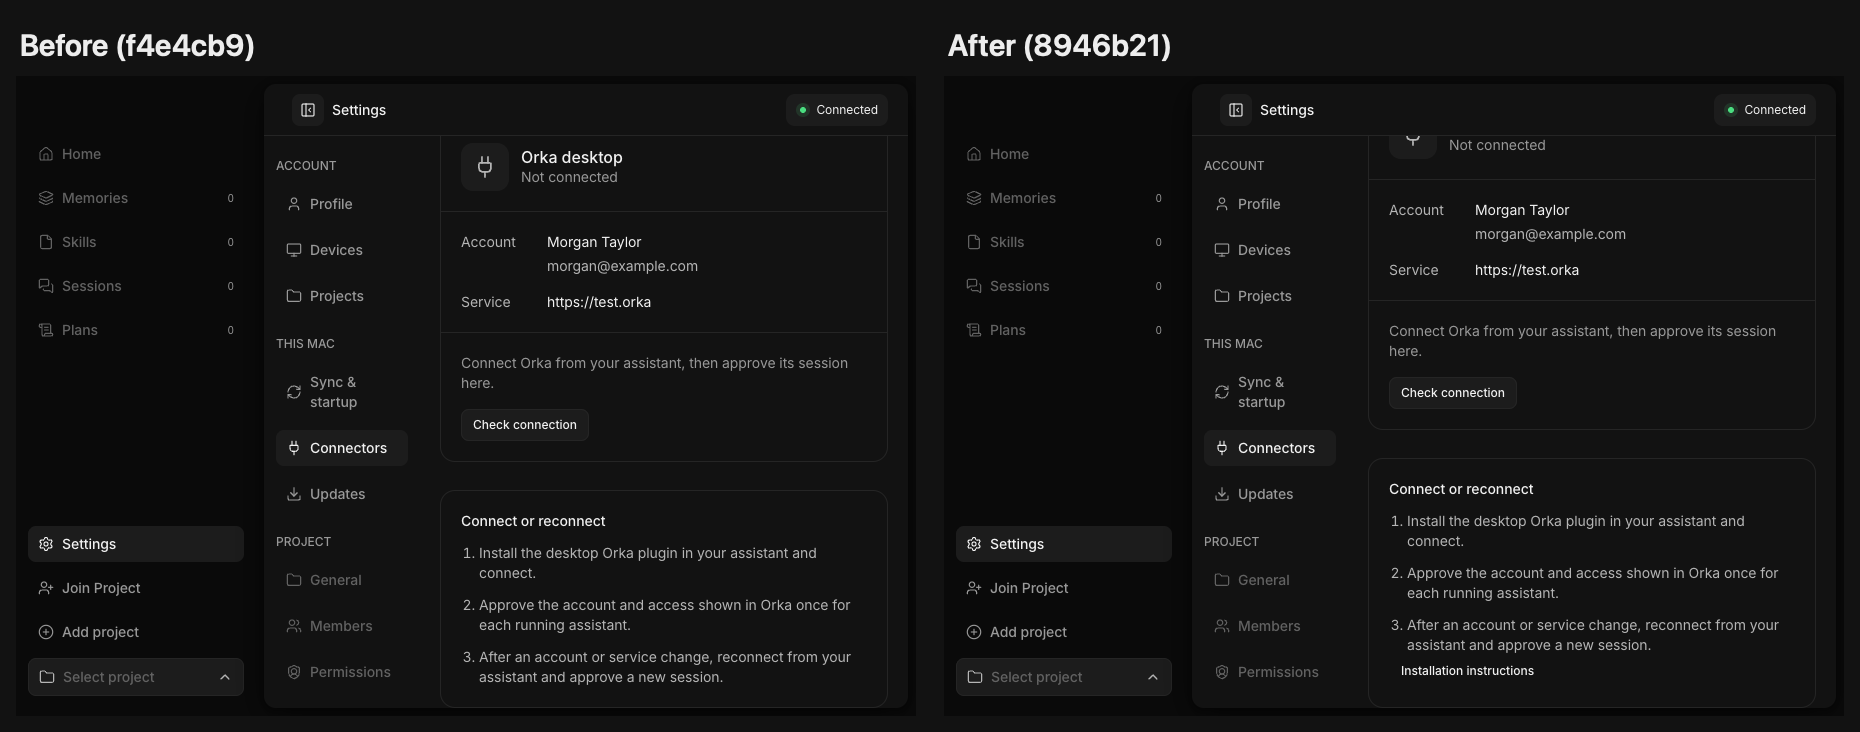 Before (f4e4cb9)
Settings
Connected
Home
Memories 0
Skills 0
Sessions 0
Plans 0
Settings
Join Project
Add project
Select project
ACCOUNT
Profile
Devices
Projects
THIS MAC
Sync &
startup
Connectors
Updates
PROJECT
General
Members
Permissions
Orka desktop
Not connected
Account Morgan Taylor
morgan@example.com
Service https://test.orka
Connect Orka from your assistant, then approve its session
here.
Check connection
Connect or reconnect
1. Install the desktop Orka plugin in your assistant and
connect.
2. Approve the account and access shown in Orka once for
each running assistant.
3. After an account or service change, reconnect from your
assistant and approve a new session.
After (8946b21)
Settings
Connected
Home
Memories 0
Skills 0
Sessions 0
Plans 0
Settings
Join Project
Add project
Select project
ACCOUNT
Profile
Devices
Projects
THIS MAC
Sync &
startup
Connectors
Updates
PROJECT
General
Members
Permissions
Not connected
Account Morgan Taylor
morgan@example.com
Service https://test.orka
Connect Orka from your assistant, then approve its session
here.
Check connection
Connect or reconnect
1. Install the desktop Orka plugin in your assistant and
connect.
2. Approve the account and access shown in Orka once for
each running assistant.
3. After an account or service change, reconnect from your
assistant and approve a new session.
Installation instructions